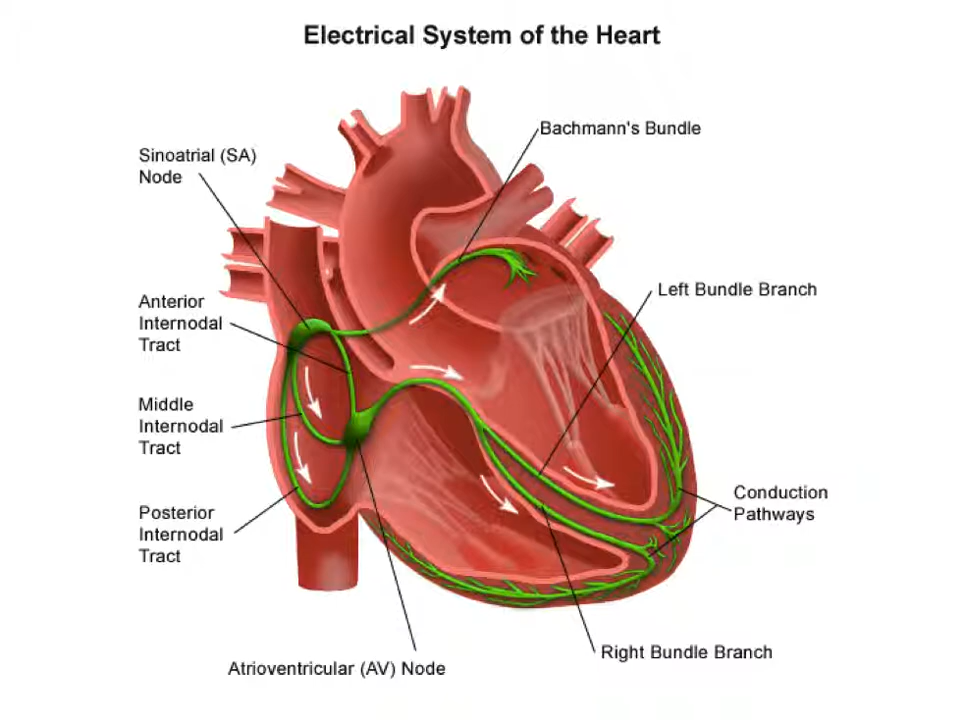 Electrical System of the Heart
Bachmann's Bundle
Sinoatrial (SA)
Node
Left Bundle Branch
Anterior
Internodal
Tract
Middle
Internodal
Tract
Conduction
Pathways
Posterior
Internodal
Tract
Right Bundle Branch
Atrioventricular (AV) Node